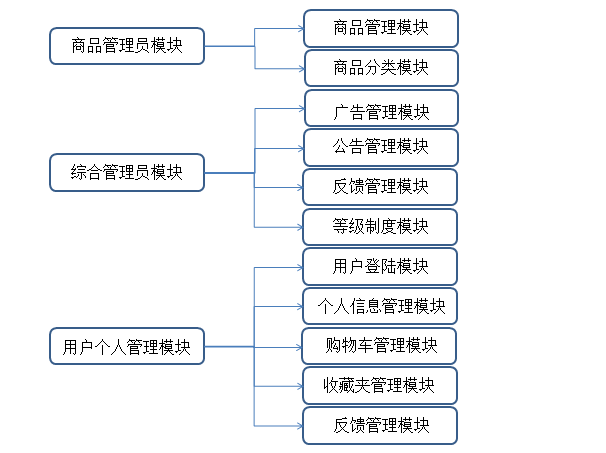 商品管理员模块
商品管理模块
商品分类模块
综合管理员模块
广告管理模块
公告管理模块
反馈管理模块
等级制度模块
用户个人管理模块
用户登陆模块
个人信息管理模块
购物车管理模块
收藏夹管理模块
反馈管理模块